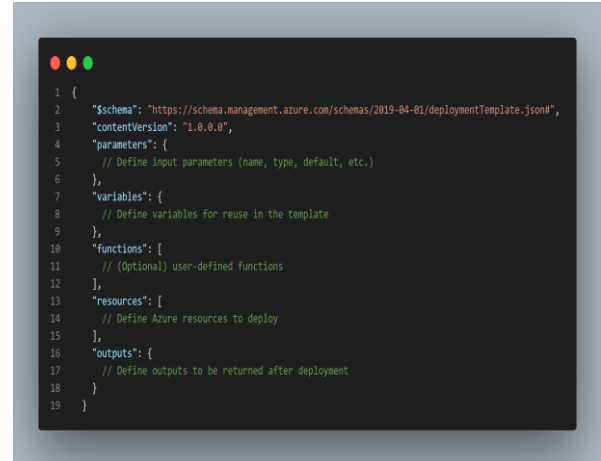 1 {
2 "$schema": "https://schema.management.azure.com/schemas/2019-04-01/deploymentTemplate.json#",
3 "contentVersion": "1.0.0.0",
4 "parameters": {
5 // Define input parameters (name, type, default, etc.)
6 },
7 "variables": {
8 // Define variables for reuse in the template
9 },
10 "functions": [
11 // (Optional) user-defined functions
12 ],
13 "resources": [
14 // Define Azure resources to deploy
15 ],
16 "outputs": {
17 // Define outputs to be returned after deployment
18 }
19 }